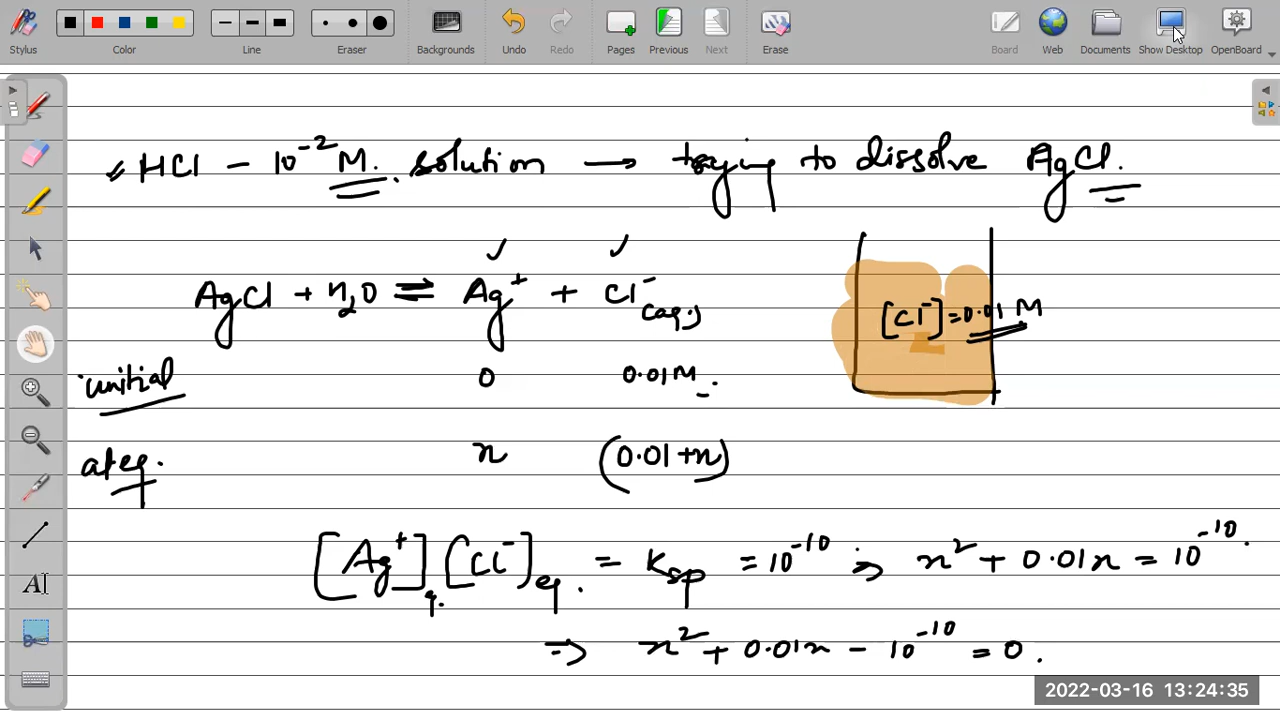 Stylus Color Line Eraser Backgrounds Undo Redo Pages Previous Next Erase Board Web Documents Show Desktop OpenBoard
HCl - 10⁻² M. solution → trying to dissolve AgCl.
AgCl + H₂O ⇌ Ag⁺ + Cl⁻(aq.)
[Cl⁻] = 0.01 M
initial 0 0.01M.
at eq. x (0.01+x)
[Ag⁺]q. [Cl⁻]eq. = Ksp = 10⁻¹⁰ ⇒ x² + 0.01x = 10⁻¹⁰.
⇒ x² + 0.01x - 10⁻¹⁰ = 0.
2022-03-16 13:24:35